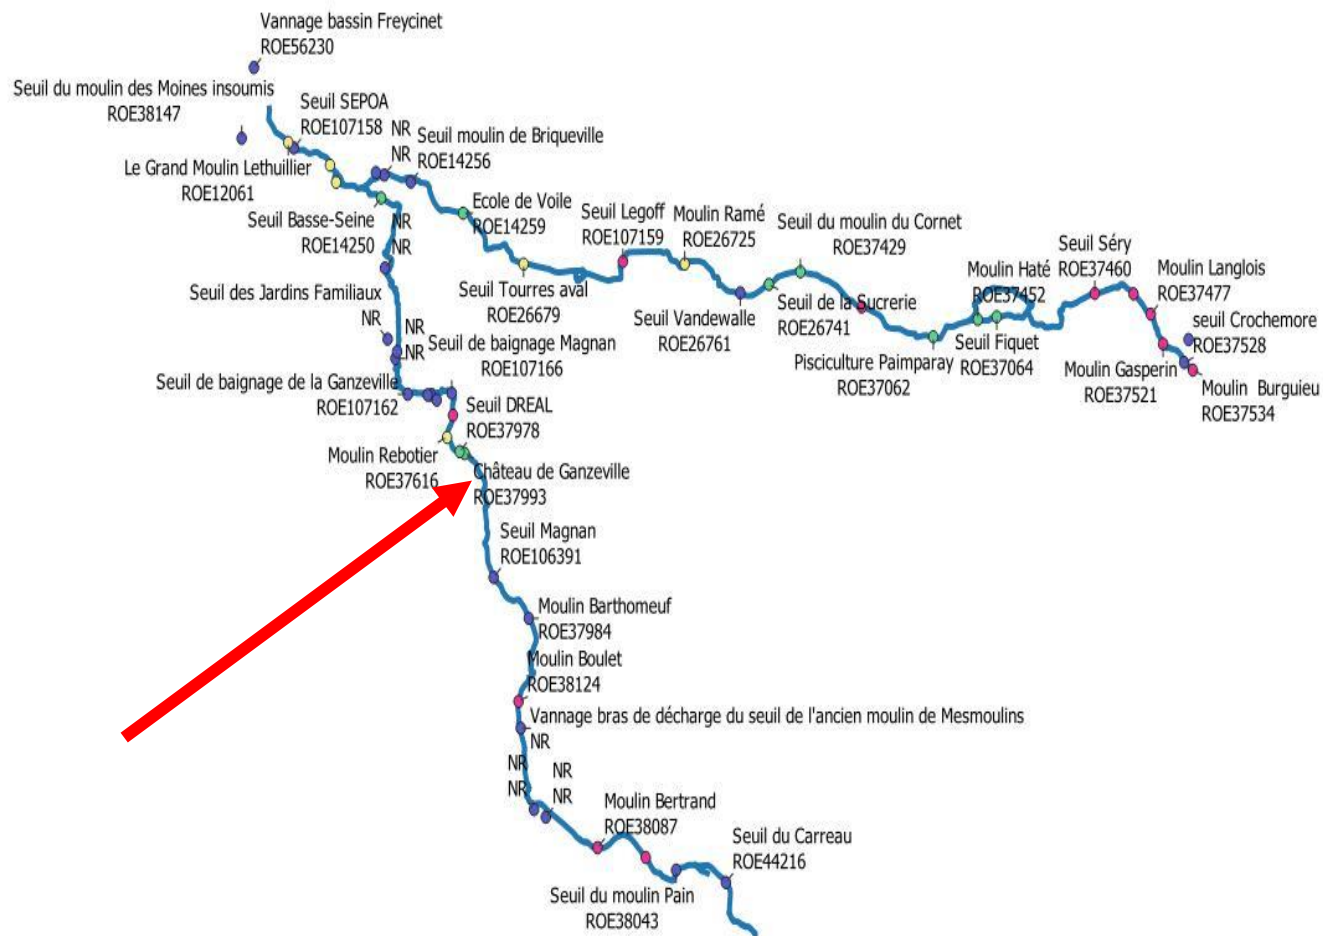 Vannage bassin Freycinet
ROE56230
Seuil du moulin des Moines insoumis
ROE38147
Seuil SEPOA
ROE107158
NR
NR
Seuil moulin de Briqueville
ROE14256
Le Grand Moulin Lethuillier
ROE12061
Ecole de Voile
ROE14259
Seuil Basse-Seine
ROE14250
NR
NR
Seuil Legoff
ROE107159
Moulin Ramé
ROE26725
Seuil du moulin du Cornet
ROE37429
Seuil Séry
ROE37460
Moulin Haté
ROE37452
Moulin Langlois
ROE37477
Seuil des Jardins Familiaux
NR
Seuil Tourres aval
ROE26679
Seuil Vandewalle
ROE26761
Seuil de la Sucrerie
ROE26741
seuil Crochemore
ROE37528
NR
NR
Seuil de baignage Magnan
ROE107166
Pisciculture Paimparay
ROE37062
Seuil Fiquet
ROE37064
Moulin Gasperin
ROE37521
Moulin Burguieu
ROE37534
Seuil de baignage de la Ganzeville
ROE107162
Seuil DREAL
ROE37978
Moulin Rebotier
ROE37616
Château de Ganzeville
ROE37993
Seuil Magnan
ROE106391
Moulin Barthomeuf
ROE37984
Moulin Boulet
ROE38124
Vannage bras de décharge du seuil de l'ancien moulin de Mesmoulins
NR
NR
NR
NR
NR
Moulin Bertrand
ROE38087
Seuil du Carreau
ROE44216
Seuil du moulin Pain
ROE38043